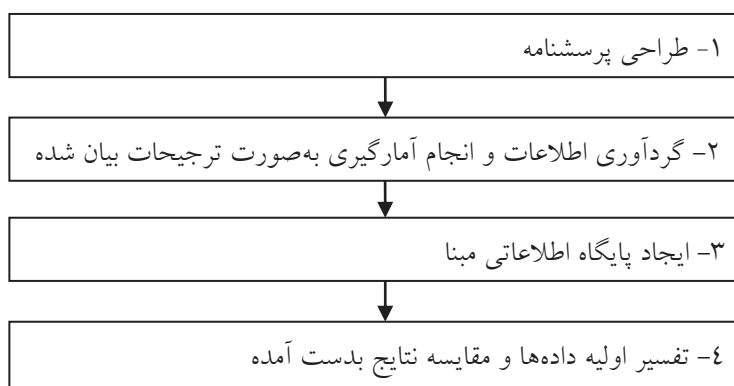 ۱- طراحی پرسشنامه
۲- گردآوری اطلاعات و انجام آمارگیری به‌صورت ترجیحات بیان شده
۳- ایجاد پایگاه اطلاعاتی مبنا
٤- تفسیر اولیه داده‌ها و مقایسه نتایج بدست آمده